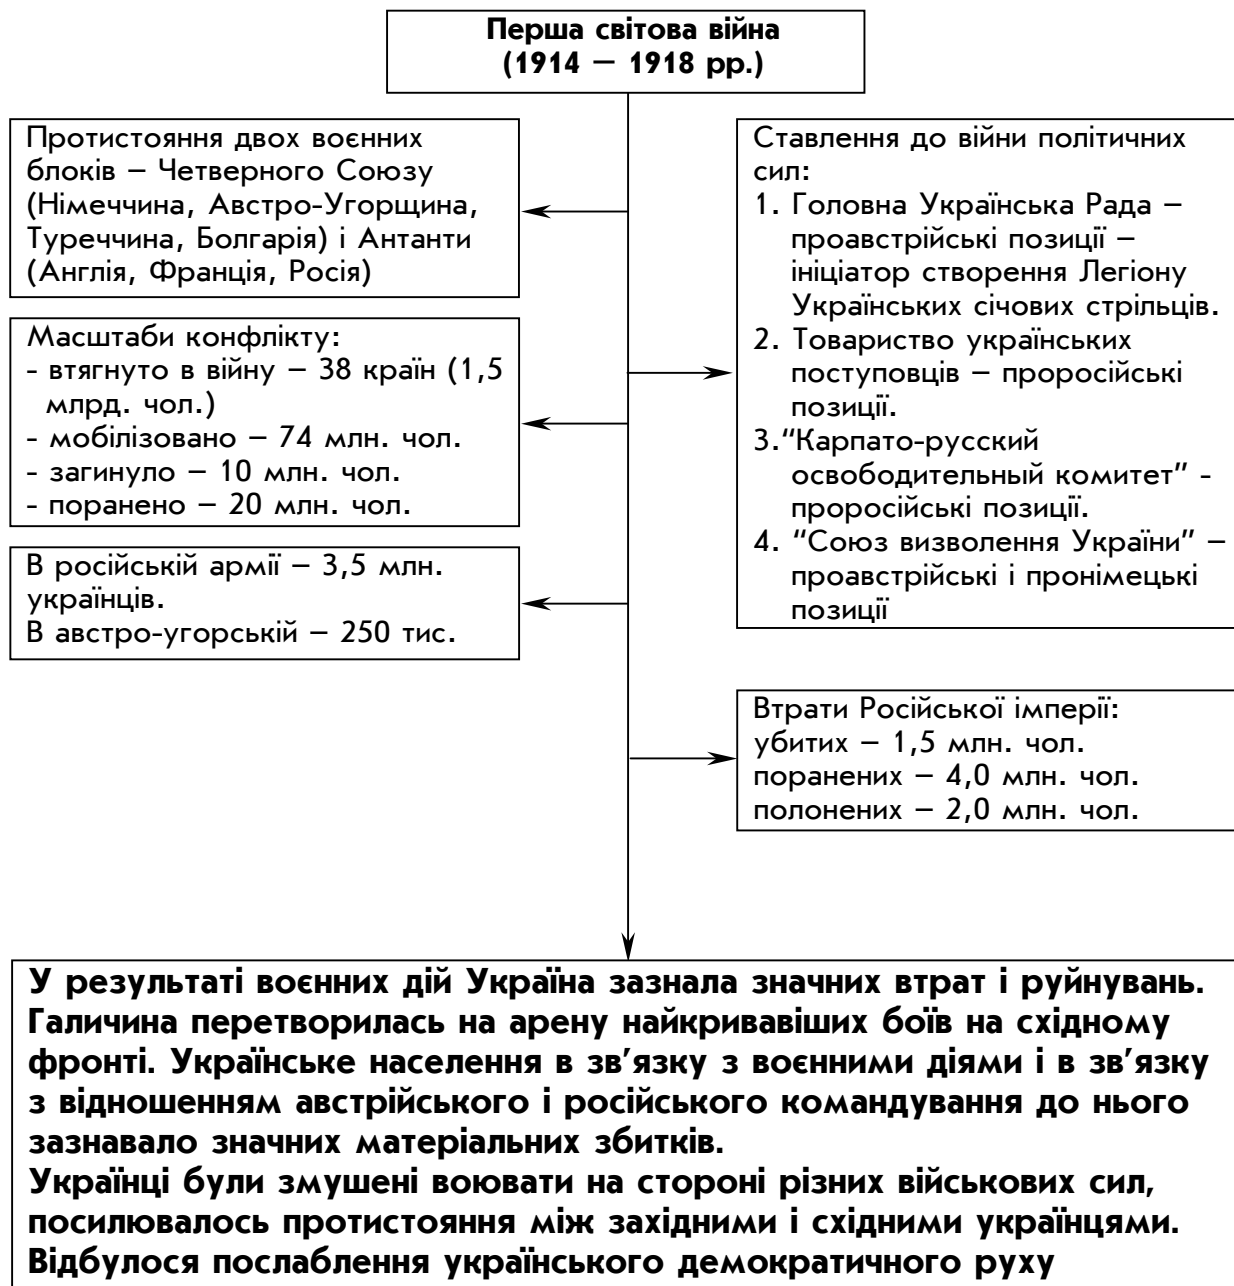 Перша світова війна
(1914 – 1918 рр.)
Протистояння двох воєнних
блоків – Четверного Союзу
(Німеччина, Австро-Угорщина,
Туреччина, Болгарія) і Антанти
(Англія, Франція, Росія)
Масштаби конфлікту:
- втягнуто в війну – 38 країн (1,5
млрд. чол.)
- мобілізовано – 74 млн. чол.
- загинуло – 10 млн. чол.
- поранено – 20 млн. чол.
В російській армії – 3,5 млн.
українців.
В австро-угорській – 250 тис.
Ставлення до війни політичних
сил:
1. Головна Українська Рада –
проавстрійські позиції –
ініціатор створення Легіону
Українських січових стрільців.
2. Товариство українських
поступовців – проросійські
позиції.
3.“Карпато-русский
освободительный комитет” -
проросійські позиції.
4. “Союз визволення України” –
проавстрійські і пронімецькі
позиції
Втрати Російської імперії:
убитих – 1,5 млн. чол.
поранених – 4,0 млн. чол.
полонених – 2,0 млн. чол.
У результаті воєнних дій Україна зазнала значних втрат і руйнувань.
Галичина перетворилась на арену найкривавіших боїв на східному
фронті. Українське населення в зв’язку з воєнними діями і в зв’язку
з відношенням австрійського і російського командування до нього
зазнавало значних матеріальних збитків.
Українці були змушені воювати на стороні різних військових сил,
посилювалось протистояння між західними і східними українцями.
Відбулося послаблення українського демократичного руху